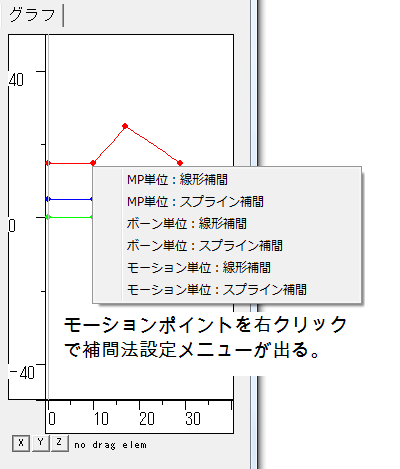 グラフ
40
0
-40
0 10 20 30
MP単位：線形補間
MP単位：スプライン補間
ボーン単位：線形補間
ボーン単位：スプライン補間
モーション単位：線形補間
モーション単位：スプライン補間
モーションポイントを右クリック
で補間法設定メニューが出る。
X Y Z no drag elem